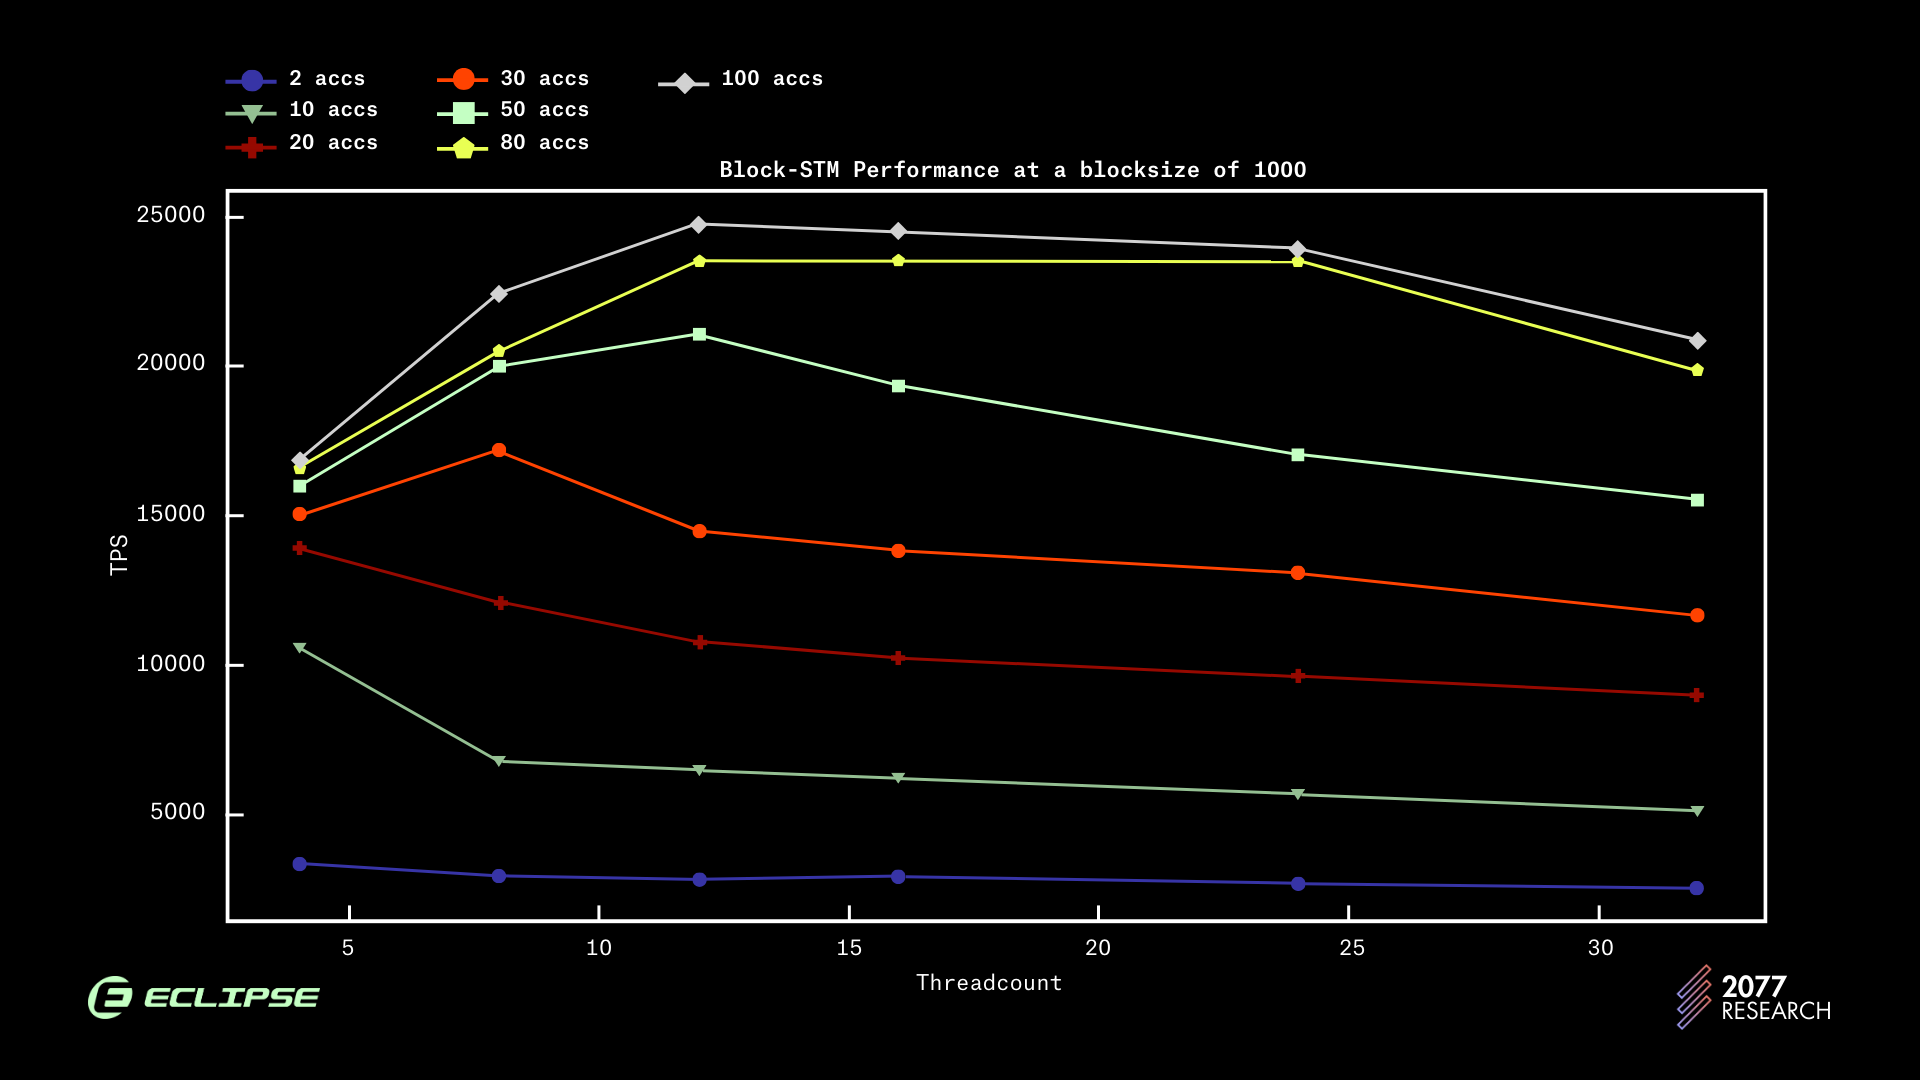 2 accs
10 accs
20 accs
30 accs
50 accs
80 accs
100 accs
Block-STM Performance at a blocksize of 1000
25000
20000
15000
10000
5000
TPS
5 10 15 20 25 30
Threadcount
ECLIPSE
2077
RESEARCH